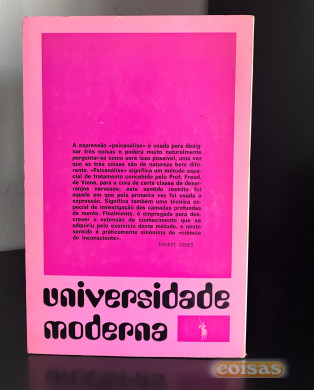 A expressão «psicanálise» é usada para desig-
nar três coisas e poderá muito naturalmente
perguntar-se como será isso possível, uma vez
que as três coisas são de natureza bem dife-
rente. «Psicanálise» significa um método espe-
cial de tratamento concebido pelo Prof. Freud,
de Viena, para a cura de certa classe de desar-
ranjos nervosos; este sentido restrito foi
aquele em que pela primeira vez foi usada a
expressão. Significa também uma técnica espe-
cial de investigação das camadas profundas
da mente. Finalmente, é empregada para des-
crever a extensão de conhecimento que se
adquiriu pelo exercício deste método, e neste
sentido é praticamente sinónima de «ciência
do inconsciente».
ERNEST JONES
universidade
moderna
coisas